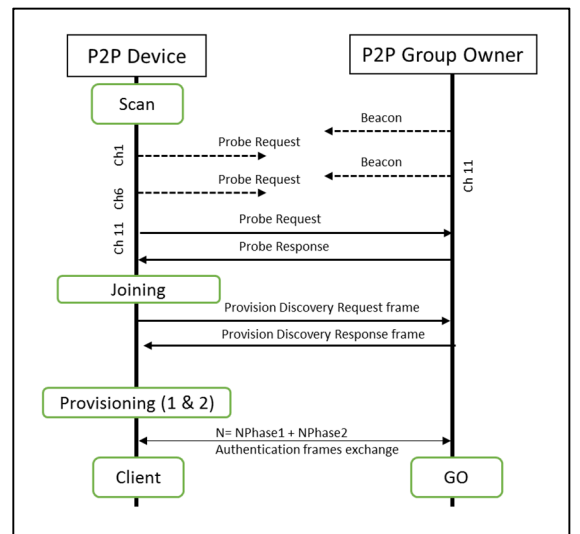 P2P Device
P2P Group Owner
Scan
Beacon
Ch1
Probe Request
Beacon
Ch 11
Ch6
Probe Request
Ch 11
Probe Request
Probe Response
Joining
Provision Discovery Request frame
Provision Discovery Response frame
Provisioning (1 & 2)
N= NPhase1 + NPhase2
Authentication frames exchange
Client
GO